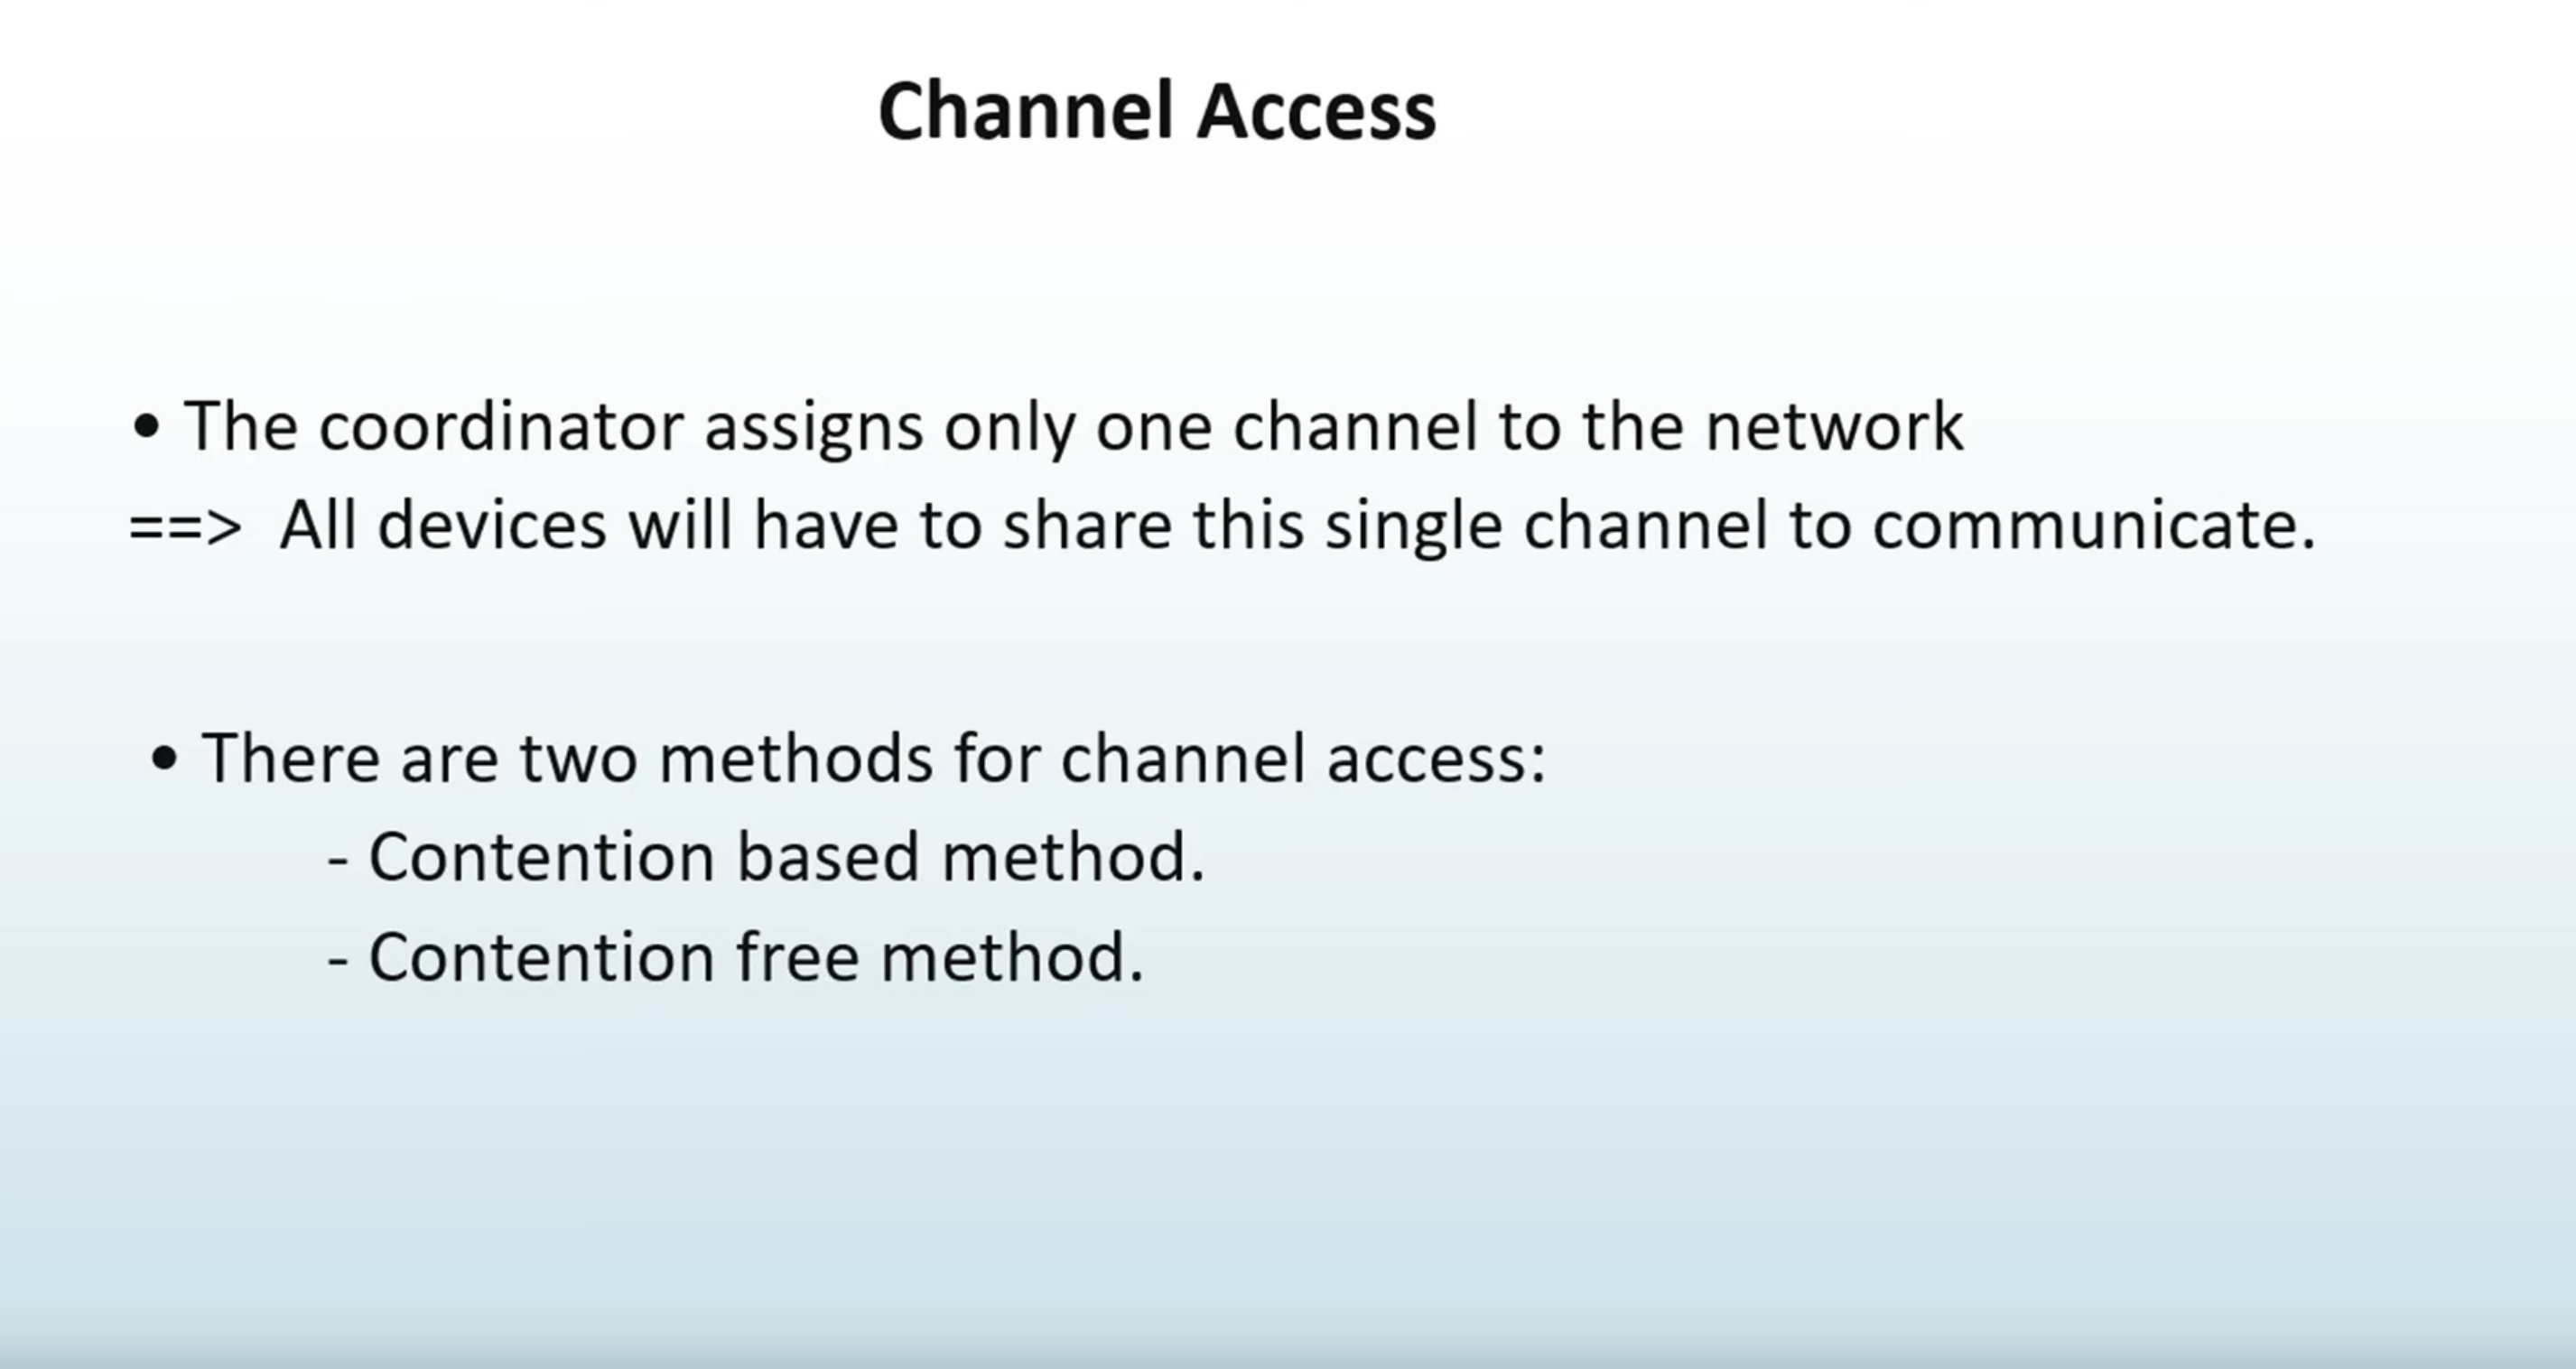 Channel Access
• The coordinator assigns only one channel to the network
==> All devices will have to share this single channel to communicate.
• There are two methods for channel access:
- Contention based method.
- Contention free method.